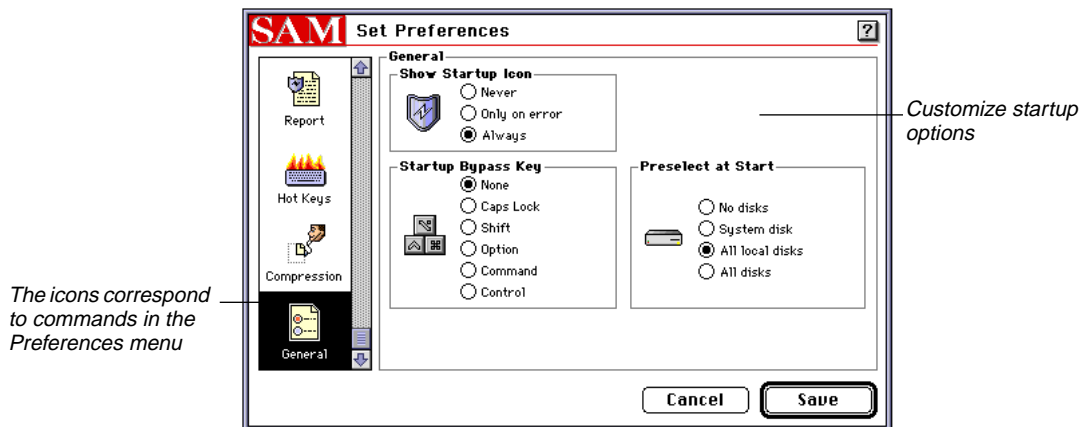 SAM Set Preferences ?
Report
Hot Keys
Compression
General
General
Show Startup Icon
Never
Only on error
Always
Startup Bypass Key
None
Caps Lock
Shift
Option
Command
Control
Preselect at Start
No disks
System disk
All local disks
All disks
Cancel Save
Customize startup
options
The icons correspond
to commands in the
Preferences menu